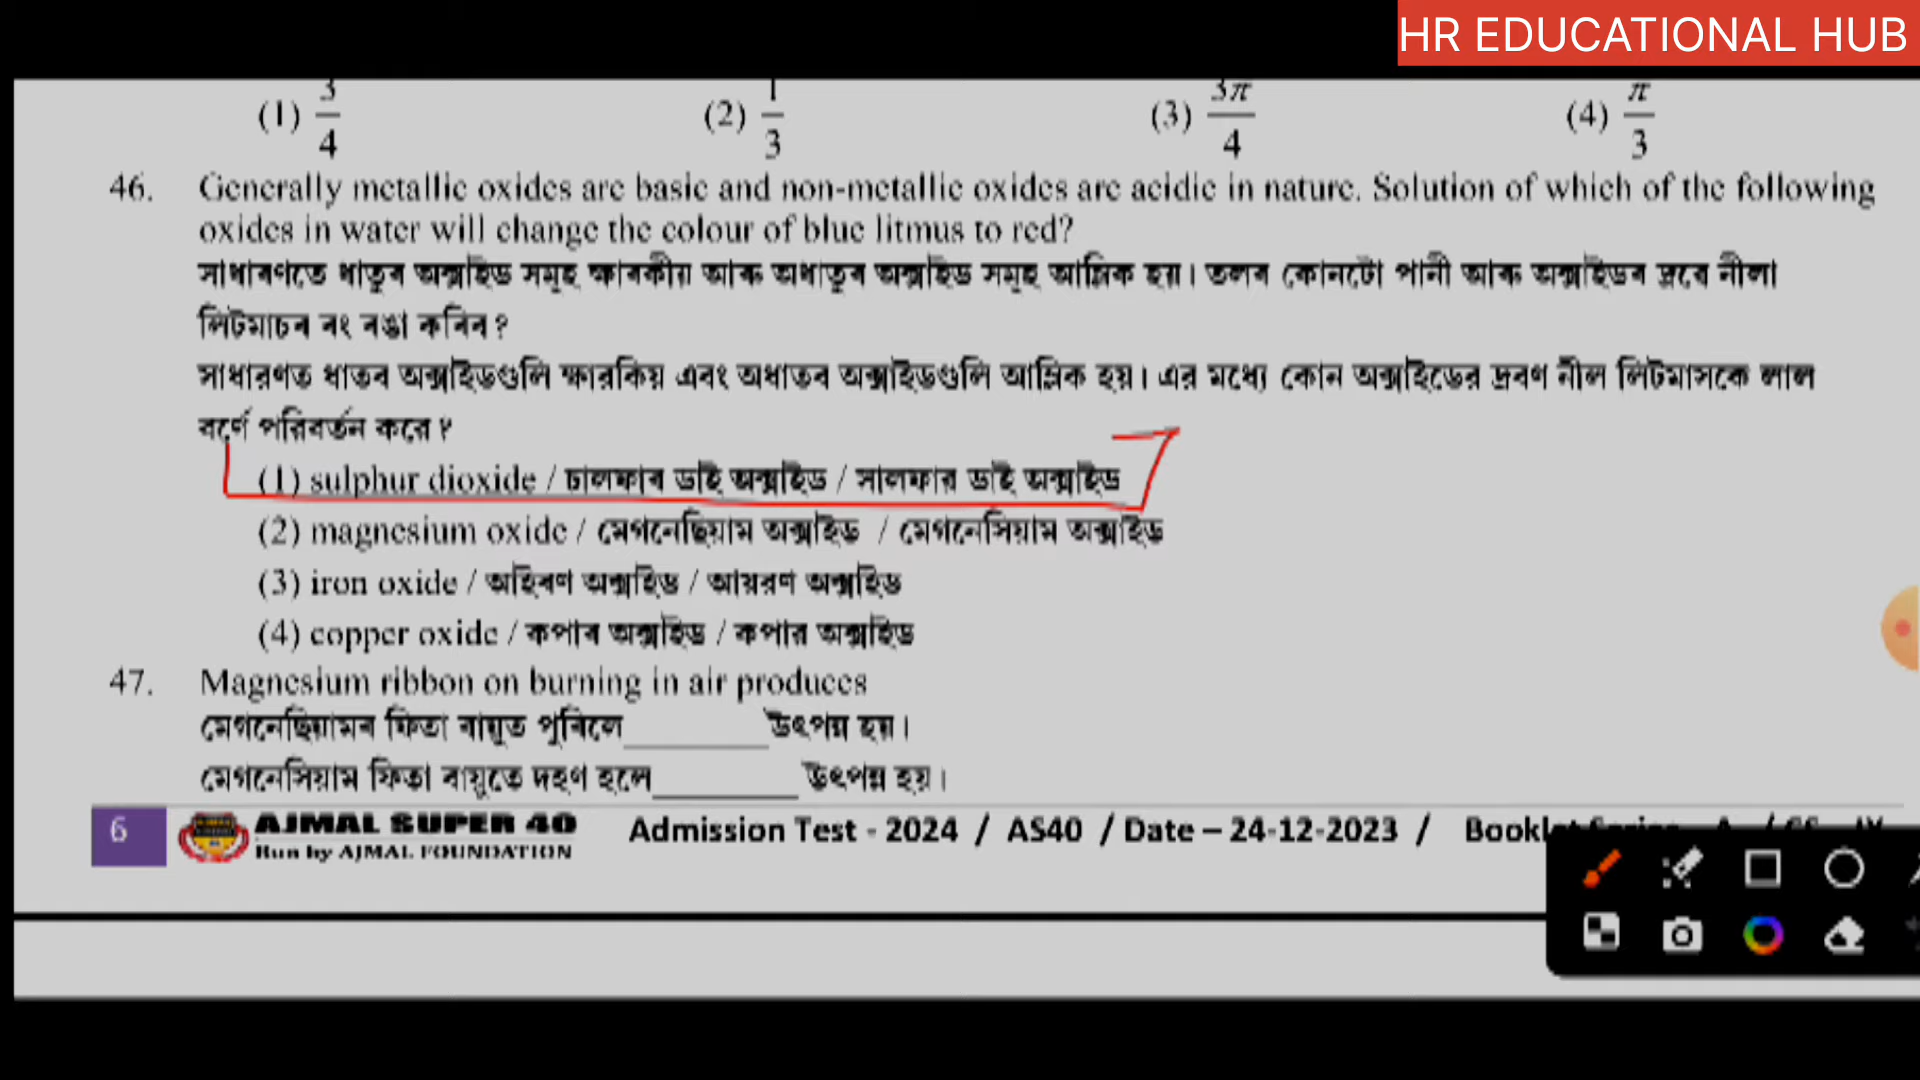 HR EDUCATIONAL HUB
(1) 3/4 (2) 1/3 (3) 3π/4 (4) π/3
46. Generally metallic oxides are basic and non-metallic oxides are acidic in nature. Solution of which of the following
oxides in water will change the colour of blue litmus to red?
সাধাৰণতে ধাতুৰ অক্সাইড সমূহ ক্ষাৰকীয় আৰু অধাতুৰ অক্সাইড সমূহ আম্লিক হয়। তলৰ কোনটো পানী আৰু অক্সাইডৰ দ্ৰৱে নীলা
লিটমাচৰ ৰং ৰঙা কৰিব?
সাধারণত ধাতব অক্সাইডগুলি ক্ষারকিয় এবং অধাতব অক্সাইডগুলি আম্লিক হয়। এর মধ্যে কোন অক্সাইডের দ্রবণ নীল লিটমাসকে লাল
বর্ণে পরিবর্তন করে?
(1) sulphur dioxide / চালফাৰ ডাই অক্সাইড / সালফার ডাই অক্সাইড
(2) magnesium oxide / মেগনেছিয়াম অক্সাইড / মেগনেসিয়াম অক্সাইড
(3) iron oxide / আইৰণ অক্সাইড / আয়রণ অক্সাইড
(4) copper oxide / কপাৰ অক্সাইড / কপার অক্সাইড
47. Magnesium ribbon on burning in air produces
মেগনেছিয়ামৰ ফিতা বায়ুত পুৰিলে________উৎপন্ন হয়।
মেগনেসিয়াম ফিতা বায়ুতে দহণ হলে________ উৎপন্ন হয়।
6 AJMAL SUPER 40 Admission Test - 2024 / AS40 / Date – 24-12-2023 /
Run by AJMAL FOUNDATION